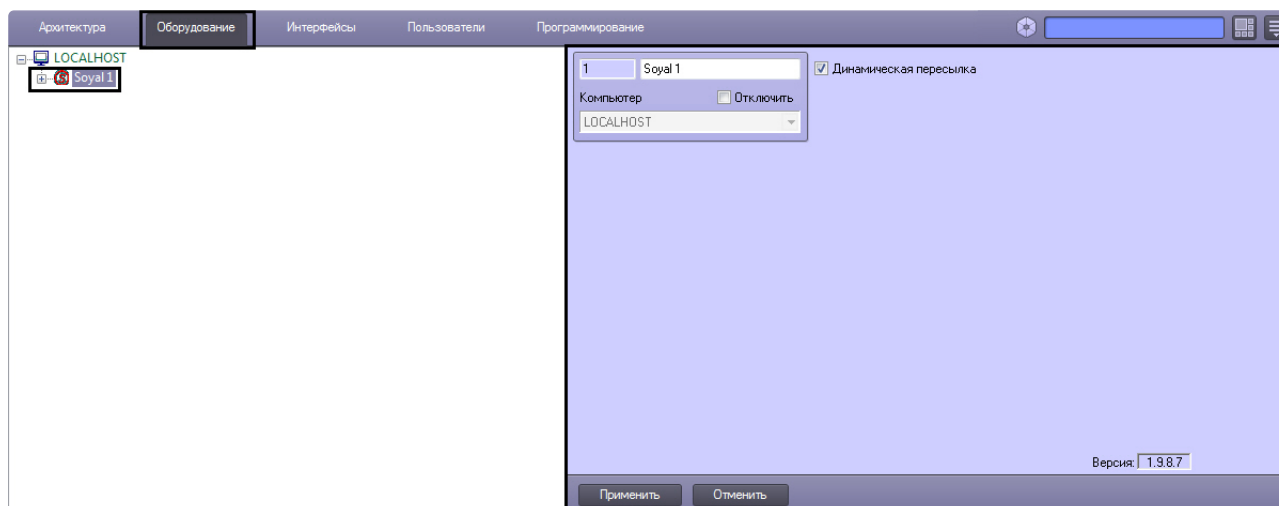 Архитектура Оборудование Интерфейсы Пользователи Программирование
LOCALHOST
Soyal 1
1 Soyal 1 Динамическая пересылка
Компьютер Отключить
LOCALHOST
Версия: 1.9.8.7
Применить Отменить